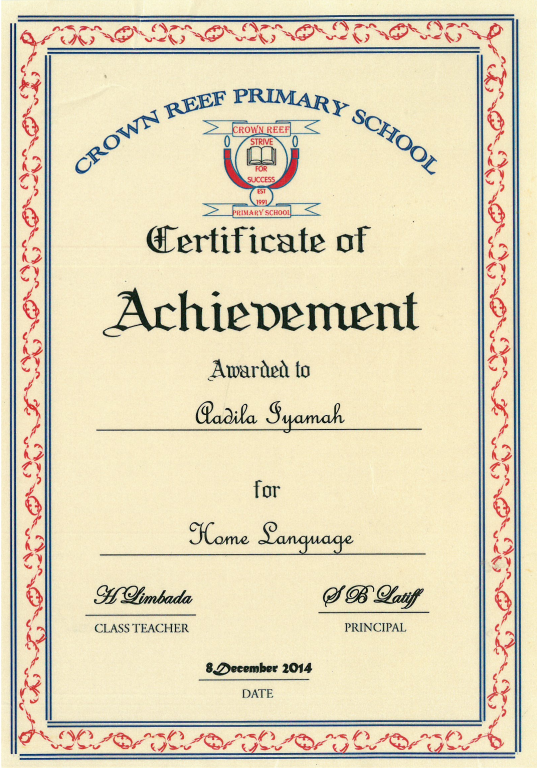 CROWN REEF PRIMARY SCHOOL
CROWN REEF
STRIVE
FOR
SUCCESS
EST
1991
PRIMARY SCHOOL
Certificate of
Achievement
Awarded to
Aadila Iyamah
for
Home Language
H Limbada
S B Latiff
CLASS TEACHER
PRINCIPAL
8 December 2014
DATE